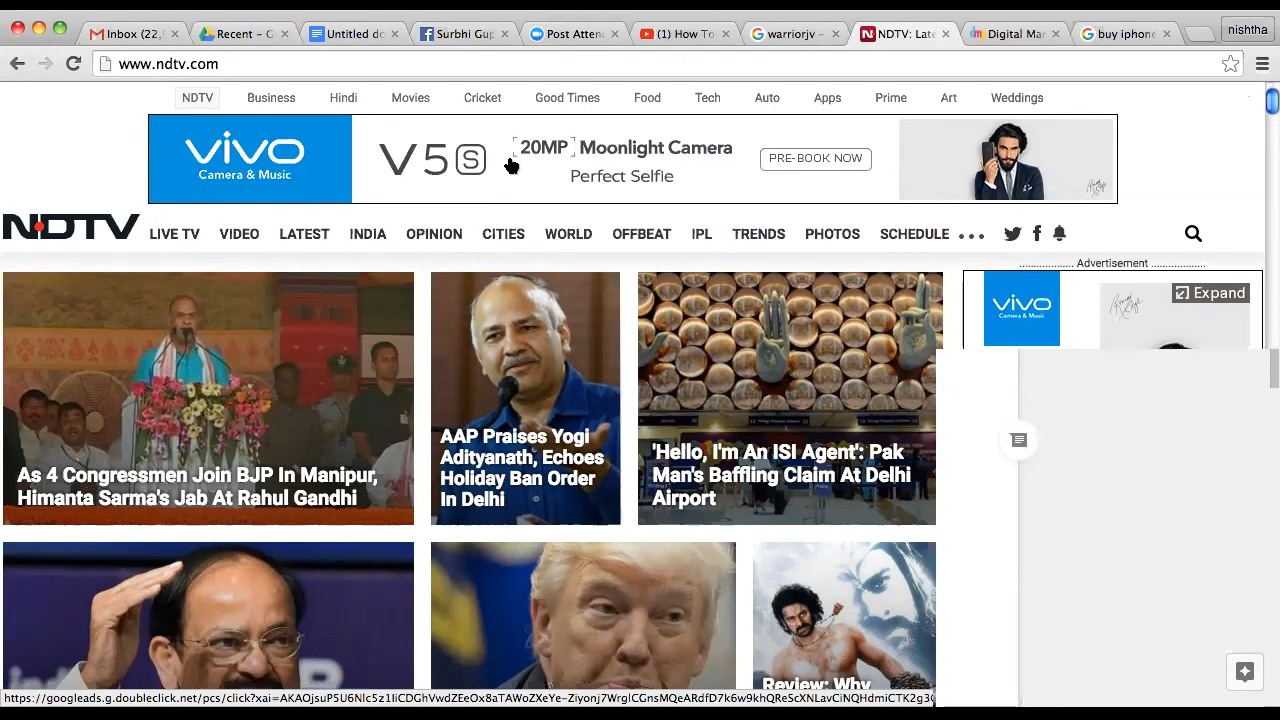 Inbox (22
Recent – G
Untitled do
Surbhi Gup
Post Atten
(1) How To
warriorjv –
NDTV: Late
Digital Mar
buy iphone
nishtha
www.ndtv.com
NDTV Business Hindi Movies Cricket Good Times Food Tech Auto Apps Prime Art Weddings
vivo
Camera & Music
V5S
20MP Moonlight Camera
Perfect Selfie
PRE-BOOK NOW
NDTV
LIVE TV VIDEO LATEST INDIA OPINION CITIES WORLD OFFBEAT IPL TRENDS PHOTOS SCHEDULE
Advertisement
vivo
Camera & Music
Expand
As 4 Congressmen Join BJP In Manipur,
Himanta Sarma's Jab At Rahul Gandhi
AAP Praises Yogi
Adityanath, Echoes
Holiday Ban Order
In Delhi
'Hello, I'm An ISI Agent': Pak
Man's Baffling Claim At Delhi
Airport
Review: Why